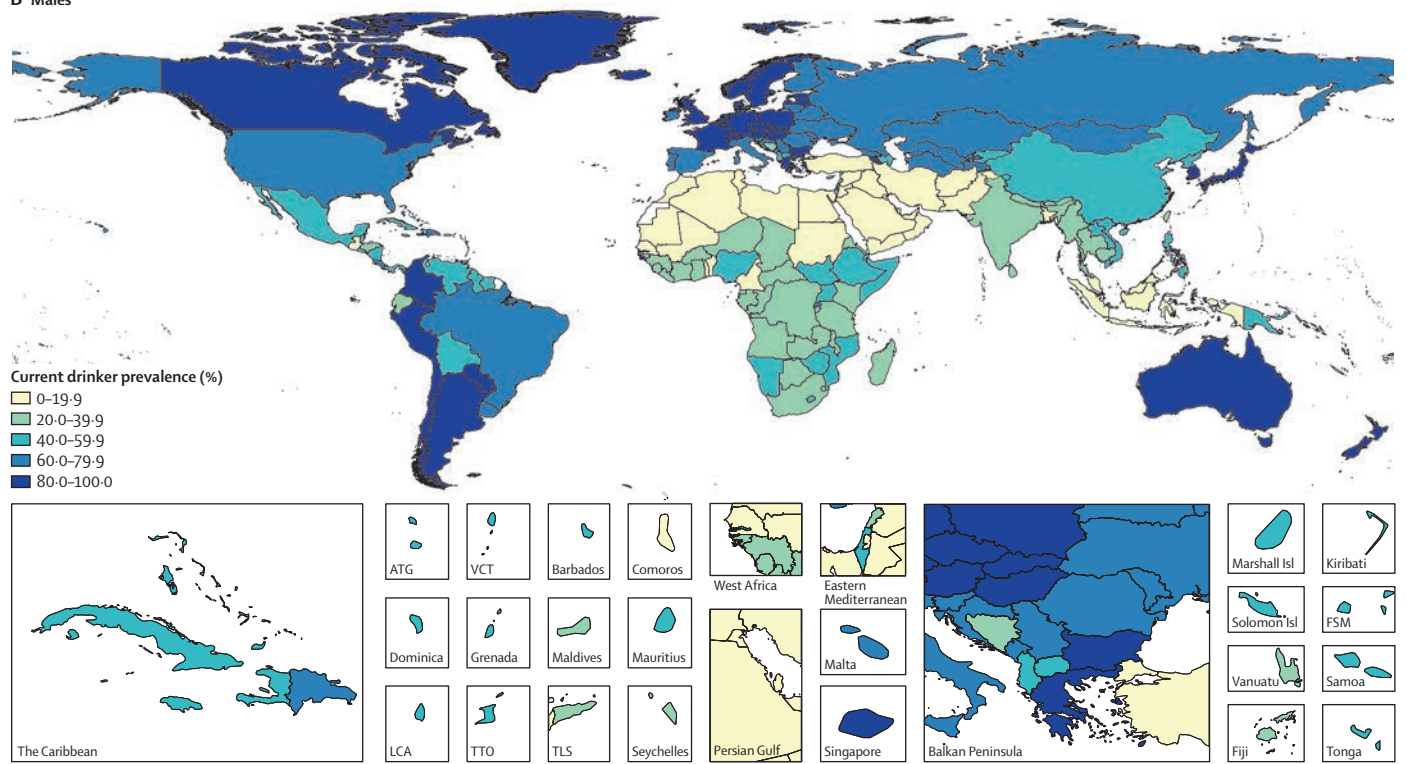 Males
Current drinker prevalence (%)
0–19·9
20·0–39·9
40·0–59·9
60·0–79·9
80·0–100·0
The Caribbean
ATG
VCT
Barbados
Comoros
West Africa
Eastern
Mediterranean
Marshall Isl
Kiribati
Dominica
Grenada
Maldives
Mauritius
Malta
Solomon Isl
FSM
Vanuatu
Samoa
LCA
TTO
TLS
Seychelles
Persian Gulf
Singapore
Balkan Peninsula
Fiji
Tonga